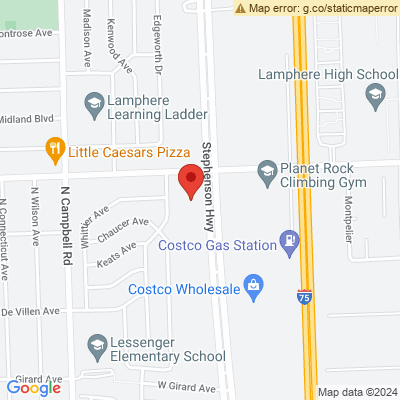 Map error: g.co/staticmaperror
Montrose Ave
Madison Ave
Kenwood Ave
Edgeworth Dr
Lamphere High School
Lamphere
Learning Ladder
Midland Blvd
Little Caesars Pizza
Stephenson Hwy
Planet Rock
Climbing Gym
N Connecticut Ave
N Wilson Ave
N Campbell Rd
Whittier Ave
Chaucer Ave
Keats Ave
Montpelier
Costco Gas Station
Costco Wholesale
75
De Villen Ave
Lessenger
Elementary School
Girard Ave
W Girard Ave
Google
Map data ©2024